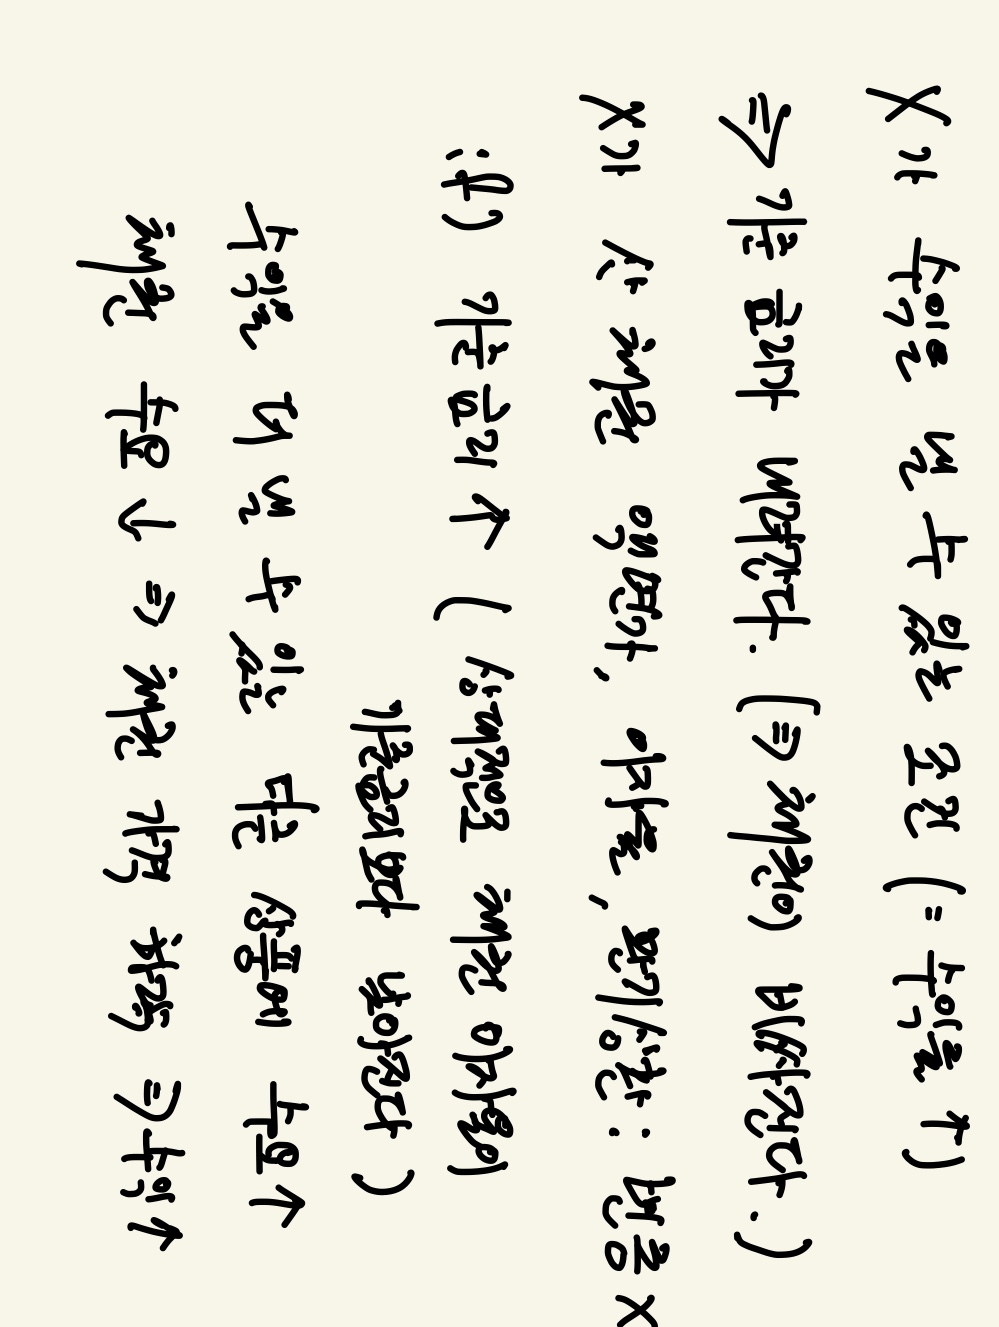 X가 수익을 낼 수 있는 조건 (= 수익률 ↑)
⇒ 기준 금리가 내려간다. (⇒ 채권이 비싸진다.)
X가 산 채권 액면가, 이자율, 만기상환 : 변동 X
if) 기준금리 ↑ ( 상대적으로 채권 이자율이
기준금리보다 낮아진다 )
수익을 더 낼 수 있는 다른 상품에 수요 ↑
채권 수요 ↓ ⇒ 채권 가격 하락 ⇒ 수익 ↑